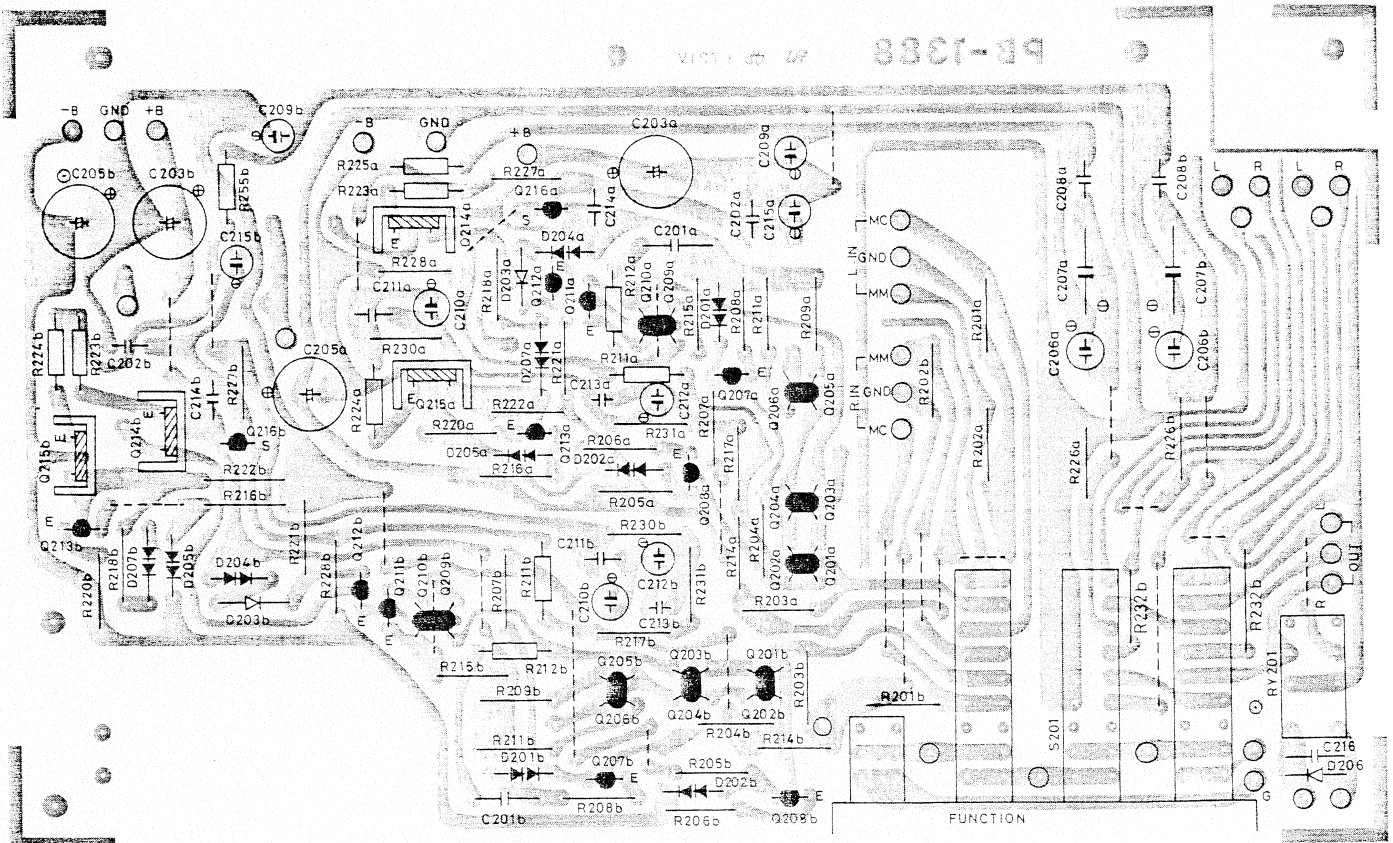 PB-1388
-B
GND
+B
C209b
C205b
C203b
R255b
C215b
-B
GND
+B
R225a
R223a
R227a
Q216a
S
Q214a
E
R228a
C211a
C210a
R230a
C214a
C203a
C209a
C202a
C215a
D204a
C201a
R218a
D203a
Q212a
E
Q211a
E
R212a
Q210a
Q209a
R215a
D201a
R208a
R211a
R209a
D207a
R221a
R211a
C213a
C212a
Q207a
E
R207a
Q206a
Q205a
C208a
C208b
L
R
L
R
MC
GND
MM
L IN
MM
GND
MC
R IN
R201a
R202b
R202a
C207a
C207b
C206a
C206b
R226a
R226b
R224b
R223b
C202b
C214b
R227b
C205a
R224a
E
Q215a
R220a
R222a
E
Q213a
D205a
R216a
R206a
D202a
R205a
R231a
Q208a
E
R217a
Q204a
Q203a
R204a
R214a
Q202a
Q201a
R203a
Q215b
E
Q214b
E
Q216b
S
R222b
R216b
E
Q213b
R220b
R218b
D207b
D205b
D204b
D203b
R221b
R228b
Q212b
E
Q211b
E
Q210b
Q209b
R207b
R211b
R230b
C211b
C210b
C212b
C213b
R231b
R217b
R215b
R212b
R209b
Q205b
Q206b
Q203b
Q204b
Q201b
Q202b
R203b
R204b
R214b
R211b
D201b
C201b
Q207b
E
R208b
R205b
D202b
R206b
E
Q208b
R201b
S201
R232b
R232b
L
OUT
R
RY201
C216
D206
G
FUNCTION